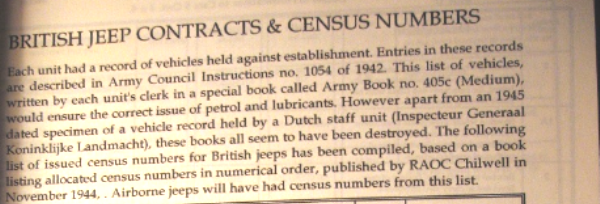 BRITISH JEEP CONTRACTS & CENSUS NUMBERS
Each unit had a record of vehicles held against establishment. Entries in these records
are described in Army Council Instructions no. 1054 of 1942. This list of vehicles,
written by each unit's clerk in a special book called Army Book no. 405c (Medium),
would ensure the correct issue of petrol and lubricants. However apart from an 1945
dated specimen of a vehicle record held by a Dutch staff unit (Inspecteur Generaal
Koninklijke Landmacht), these books all seem to have been destroyed. The following
list of issued census numbers for British jeeps has been compiled, based on a book
listing allocated census numbers in numerical order, published by RAOC Chilwell in
November 1944, . Airborne jeeps will have had census numbers from this list.